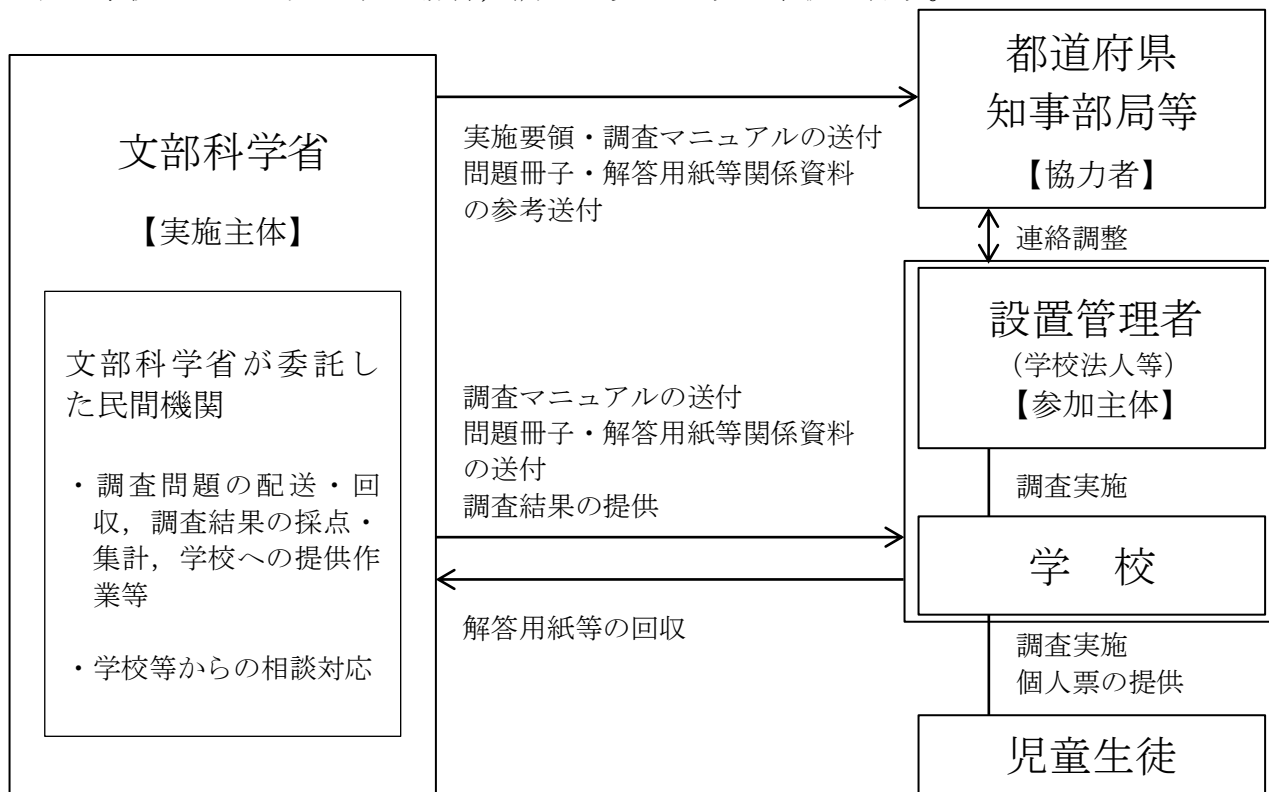 文部科学省
【実施主体】
文部科学省が委託し
た民間機関
・調査問題の配送・回
収，調査結果の採点・
集計，学校への提供作
業等
・学校等からの相談対応
実施要領・調査マニュアルの送付
問題冊子・解答用紙等関係資料
の参考送付
調査マニュアルの送付
問題冊子・解答用紙等関係資料
の送付
調査結果の提供
解答用紙等の回収
都道府県
知事部局等
【協力者】
連絡調整
設置管理者
（学校法人等）
【参加主体】
調査実施
学　校
調査実施
個人票の提供
児童生徒